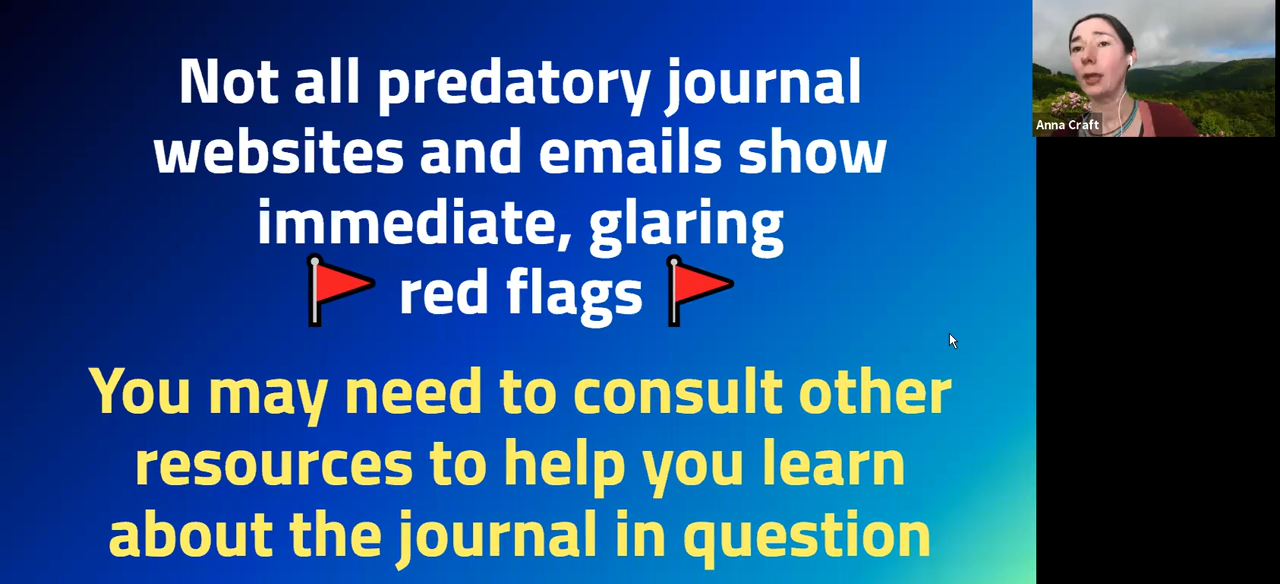 Not all predatory journal
websites and emails show
immediate, glaring
red flags
You may need to consult other
resources to help you learn
about the journal in question
Anna Craft